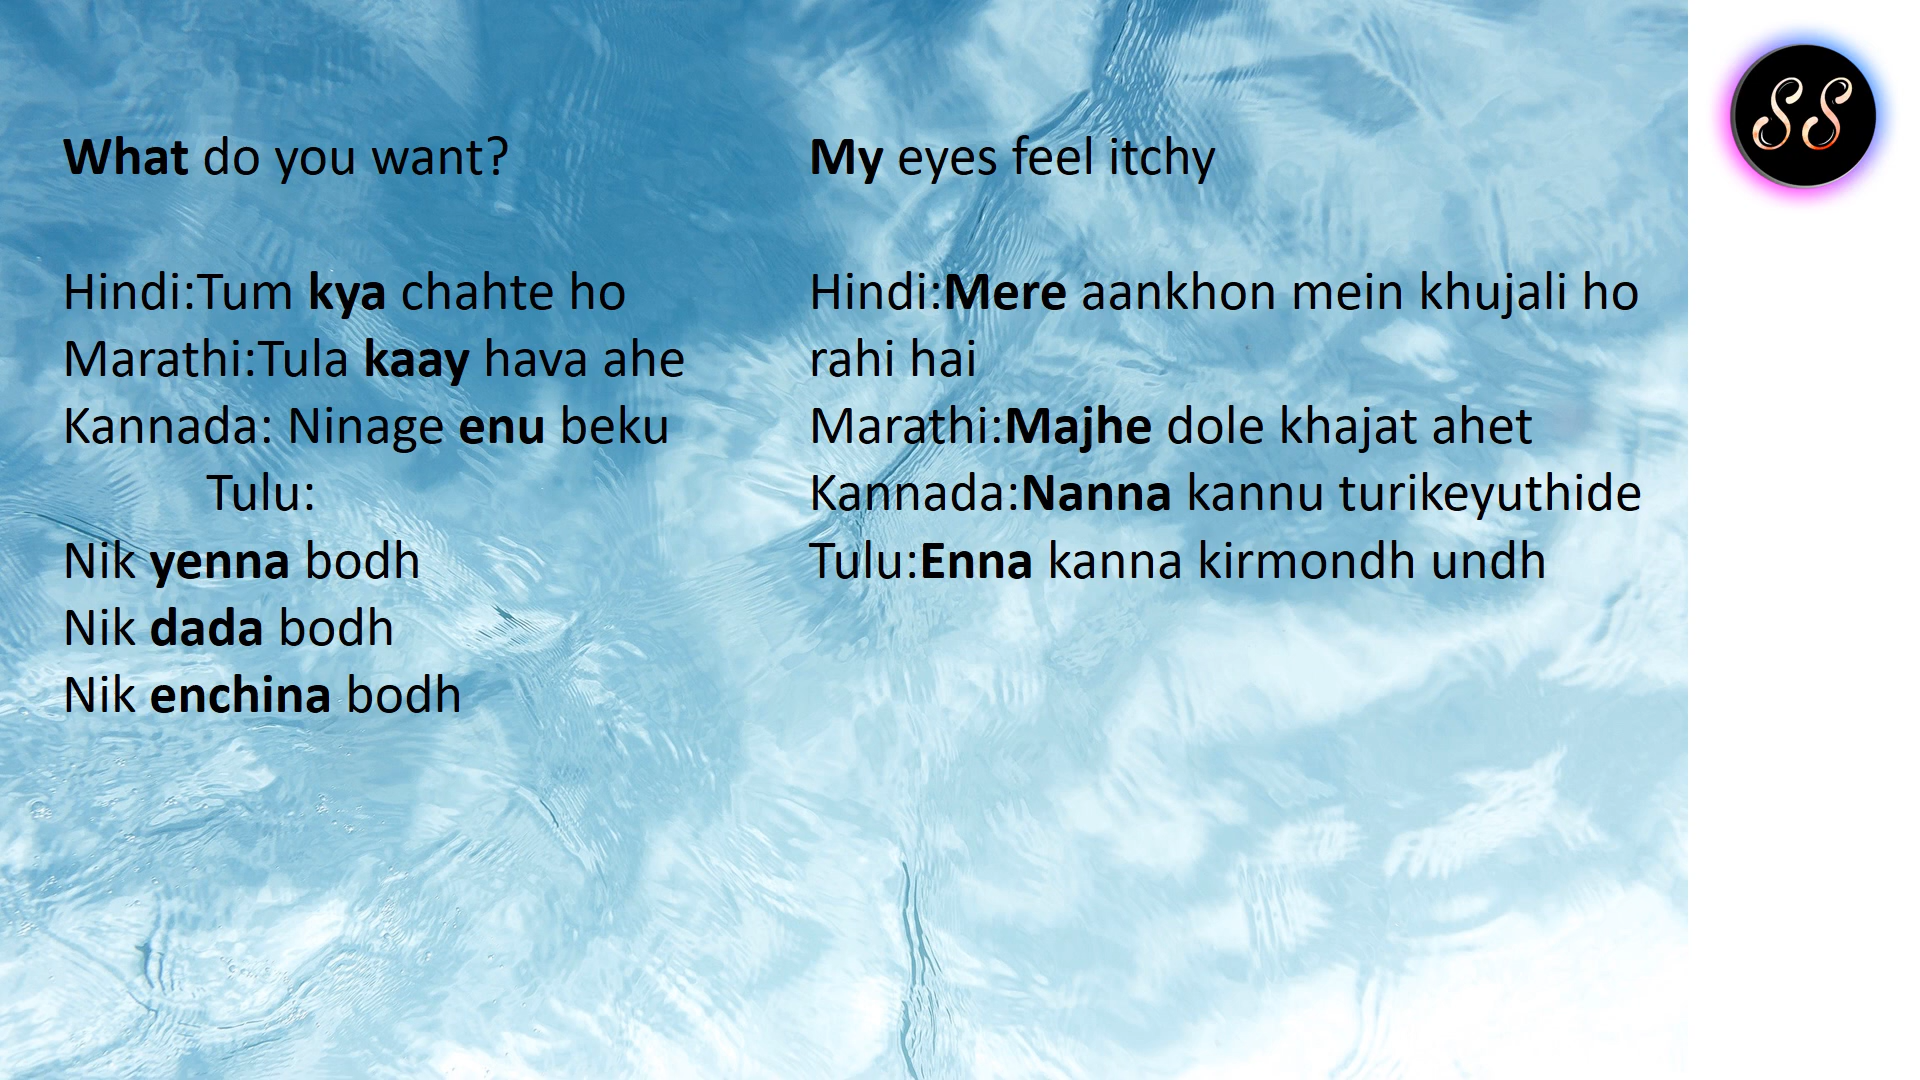 What do you want?
Hindi:Tum kya chahte ho
Marathi:Tula kaay hava ahe
Kannada: Ninage enu beku
Tulu:
Nik yenna bodh
Nik dada bodh
Nik enchina bodh
My eyes feel itchy
Hindi:Mere aankhon mein khujali ho
rahi hai
Marathi:Majhe dole khajat ahet
Kannada:Nanna kannu turikeyuthide
Tulu:Enna kanna kirmondh undh
SS